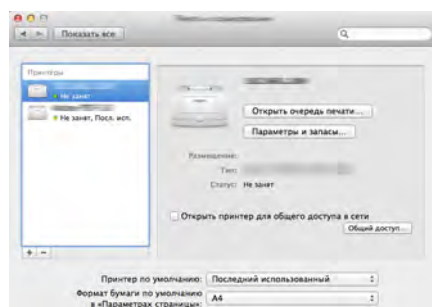 Показать все
Принтеры
Не занят
Не занят, Посл. исп.
Открыть очередь печати...
Параметры и запасы...
Размещение:
Тип:
Статус: Не занят
Открыть принтер для общего доступа в сети
Общий доступ...
+ −
Принтер по умолчанию: Последний использованный
Формат бумаги по умолчанию
в «Параметрах страницы»: A4